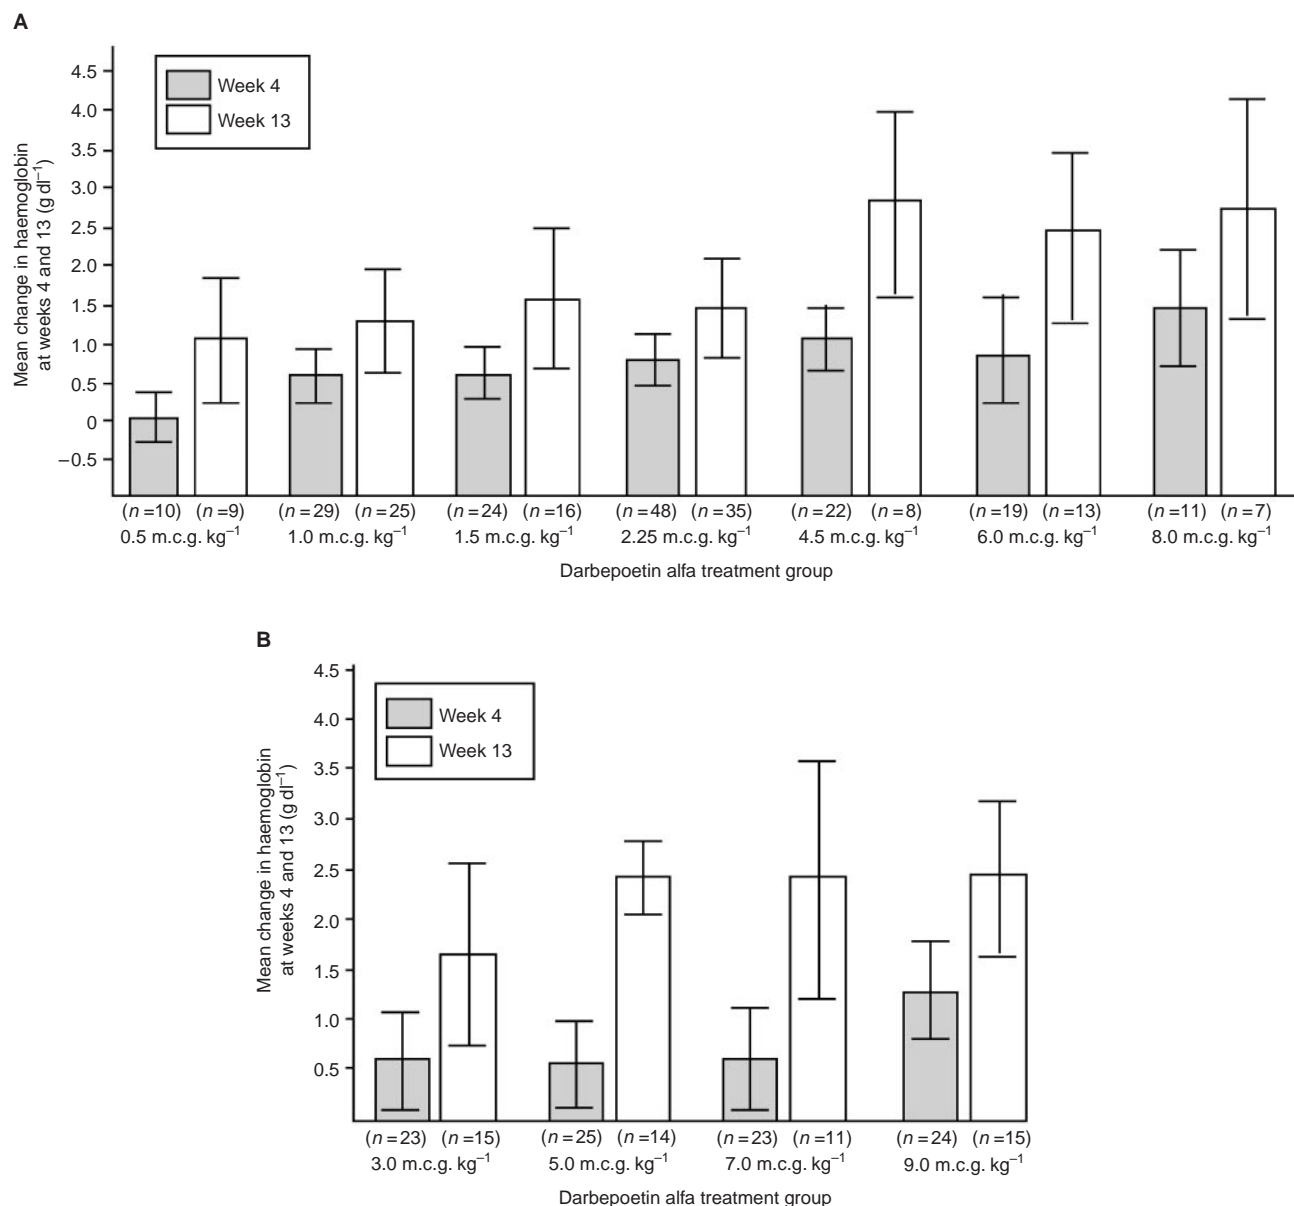 A
Mean change in haemoglobin
at weeks 4 and 13 (g dl⁻¹)
4.5
4.0
3.5
3.0
2.5
2.0
1.5
1.0
0.5
0
−0.5
Week 4
Week 13
(n =10) (n =9) (n =29) (n =25) (n =24) (n =16) (n =48) (n =35) (n =22) (n =8) (n =19) (n =13) (n =11) (n =7)
0.5 m.c.g. kg⁻¹ 1.0 m.c.g. kg⁻¹ 1.5 m.c.g. kg⁻¹ 2.25 m.c.g. kg⁻¹ 4.5 m.c.g. kg⁻¹ 6.0 m.c.g. kg⁻¹ 8.0 m.c.g. kg⁻¹
Darbepoetin alfa treatment group
B
Mean change in haemoglobin
at weeks 4 and 13 (g dl⁻¹)
4.5
4.0
3.5
3.0
2.5
2.0
1.5
1.0
0.5
Week 4
Week 13
(n =23) (n =15) (n =25) (n =14) (n =23) (n =11) (n =24) (n =15)
3.0 m.c.g. kg⁻¹ 5.0 m.c.g. kg⁻¹ 7.0 m.c.g. kg⁻¹ 9.0 m.c.g. kg⁻¹
Darbepoetin alfa treatment group